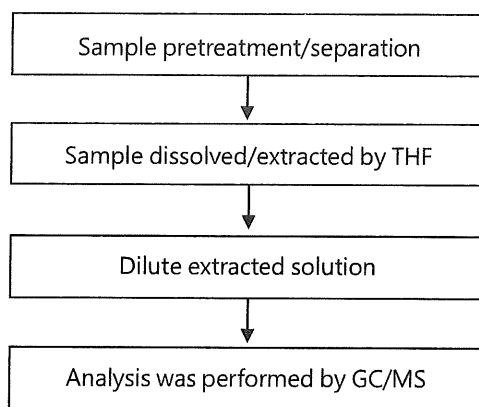 Sample pretreatment/separation
Sample dissolved/extracted by THF
Dilute extracted solution
Analysis was performed by GC/MS